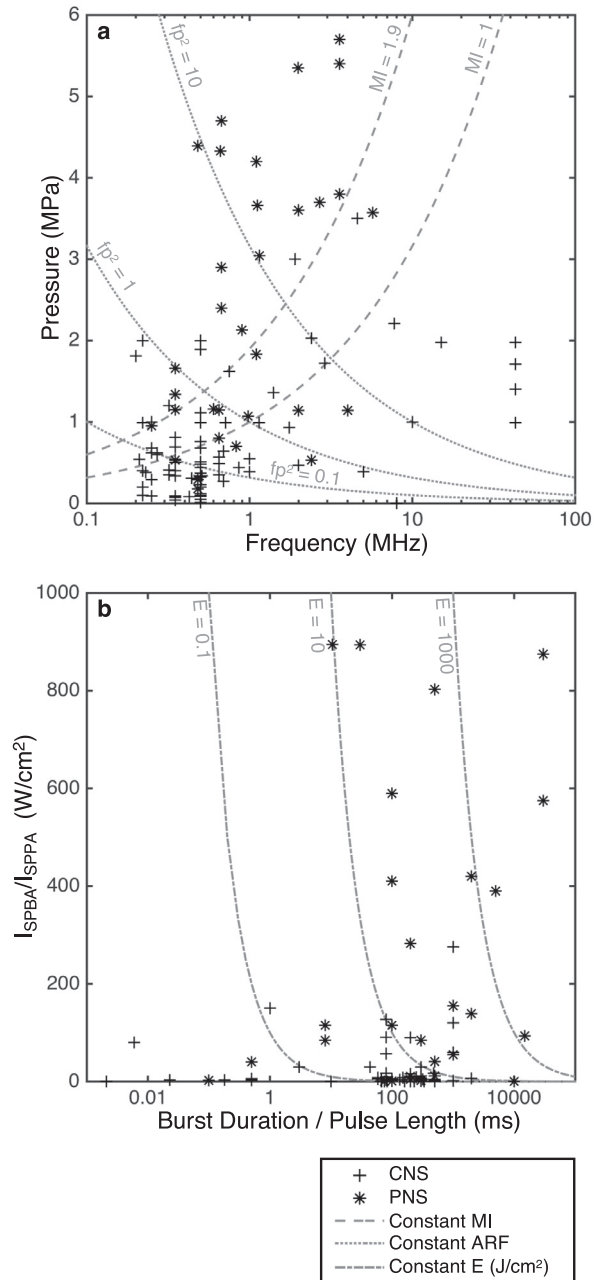 a
fp² = 10
MI = 1.9
MI = 1
fp² = 1
fp² = 0.1
6
5
4
3
2
1
0
Pressure (MPa)
0.1
1
10
100
Frequency (MHz)
b
E = 0.1
E = 10
E = 1000
1000
800
600
400
200
0
I_SPBA/I_SPPA (W/cm²)
0.01
1
100
10000
Burst Duration / Pulse Length (ms)
CNS
PNS
Constant MI
Constant ARF
Constant E (J/cm²)